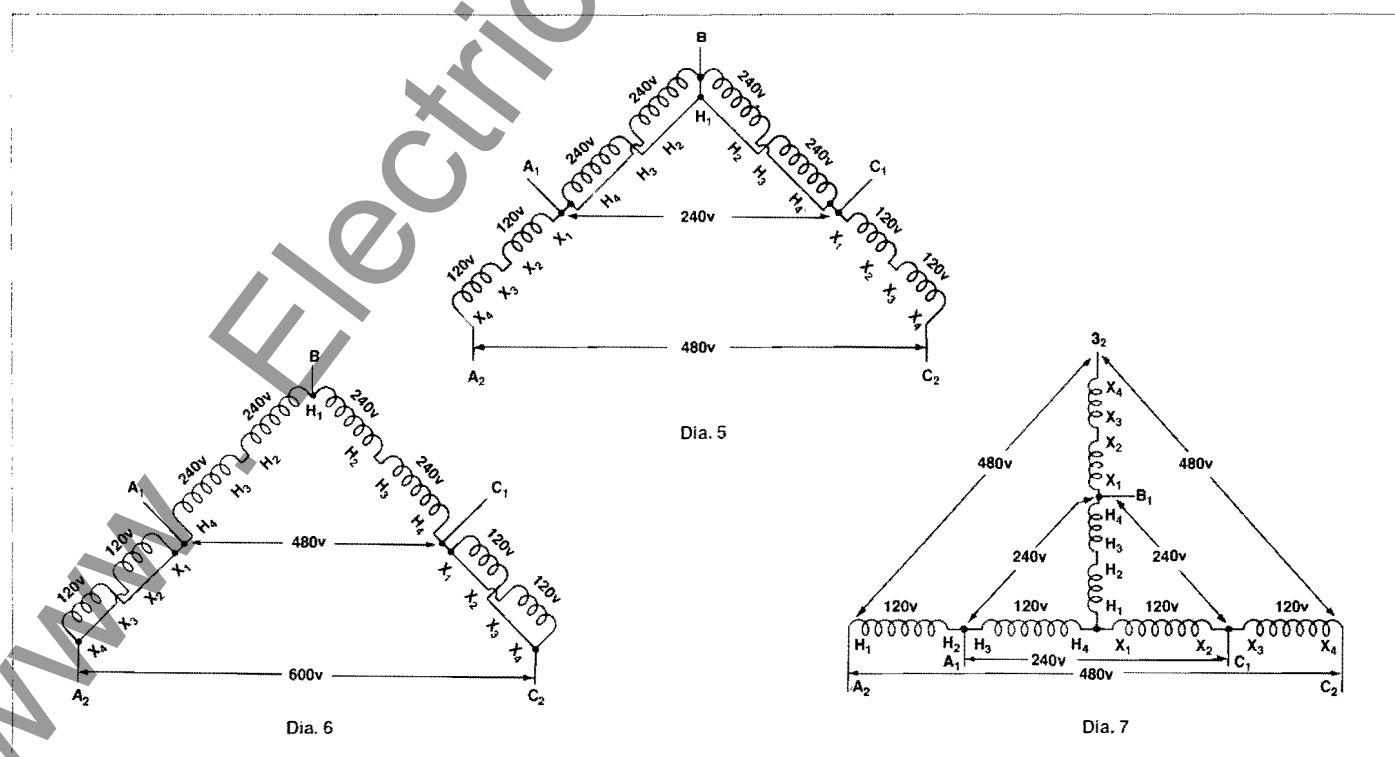 www. Electric
B
240v 240v
H₁
240v 240v
H₂ H₂
H₃ H₃
A₁ C₁
H₄ H₄
240v
120v 120v
X₁ X₁
120v 120v
X₂ X₂
X₃ X₃
X₄ X₄
480v
A₂ C₂
Dia. 5
B
240v 240v
H₁
H₂ H₂
240v 240v
H₃ H₃
A₁ C₁
H₄ H₄
480v
120v 120v
X₁ X₁
120v 120v
X₂ X₂
X₃ X₃
X₄ X₄
600v
A₂ C₂
Dia. 6
3₂
X₄
X₃
480v 480v
X₂
X₁
B₁
H₄
H₃
240v 240v
H₂
H₁
120v 120v 120v 120v
H₁ H₂ H₃ H₄ X₁ X₂ X₃ X₄
A₁ 240v C₁
A₂ 480v C₂
Dia. 7